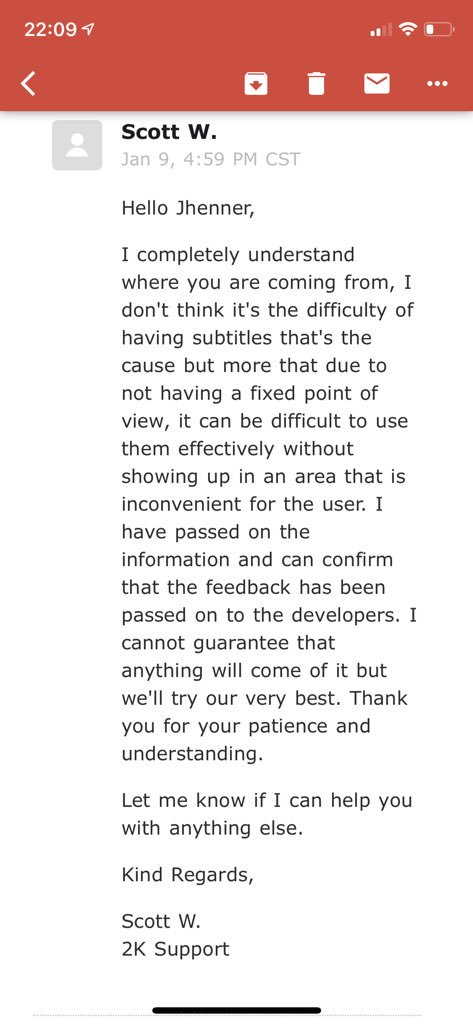 22:09
Scott W.
Jan 9, 4:59 PM CST
Hello Jhenner,
I completely understand
where you are coming from, I
don't think it's the difficulty of
having subtitles that's the
cause but more that due to
not having a fixed point of
view, it can be difficult to use
them effectively without
showing up in an area that is
inconvenient for the user. I
have passed on the
information and can confirm
that the feedback has been
passed on to the developers. I
cannot guarantee that
anything will come of it but
we'll try our very best. Thank
you for your patience and
understanding.
Let me know if I can help you
with anything else.
Kind Regards,
Scott W.
2K Support